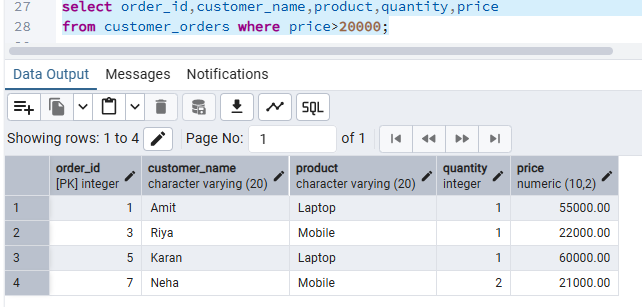 27 select order_id,customer_name,product,quantity,price
28 from customer_orders where price>20000;
Data Output Messages Notifications
SQL
Showing rows: 1 to 4 Page No: 1 of 1
order_id customer_name product quantity price
[PK] integer character varying (20) character varying (20) integer numeric (10,2)
1 1 Amit Laptop 1 55000.00
2 3 Riya Mobile 1 22000.00
3 5 Karan Laptop 1 60000.00
4 7 Neha Mobile 2 21000.00